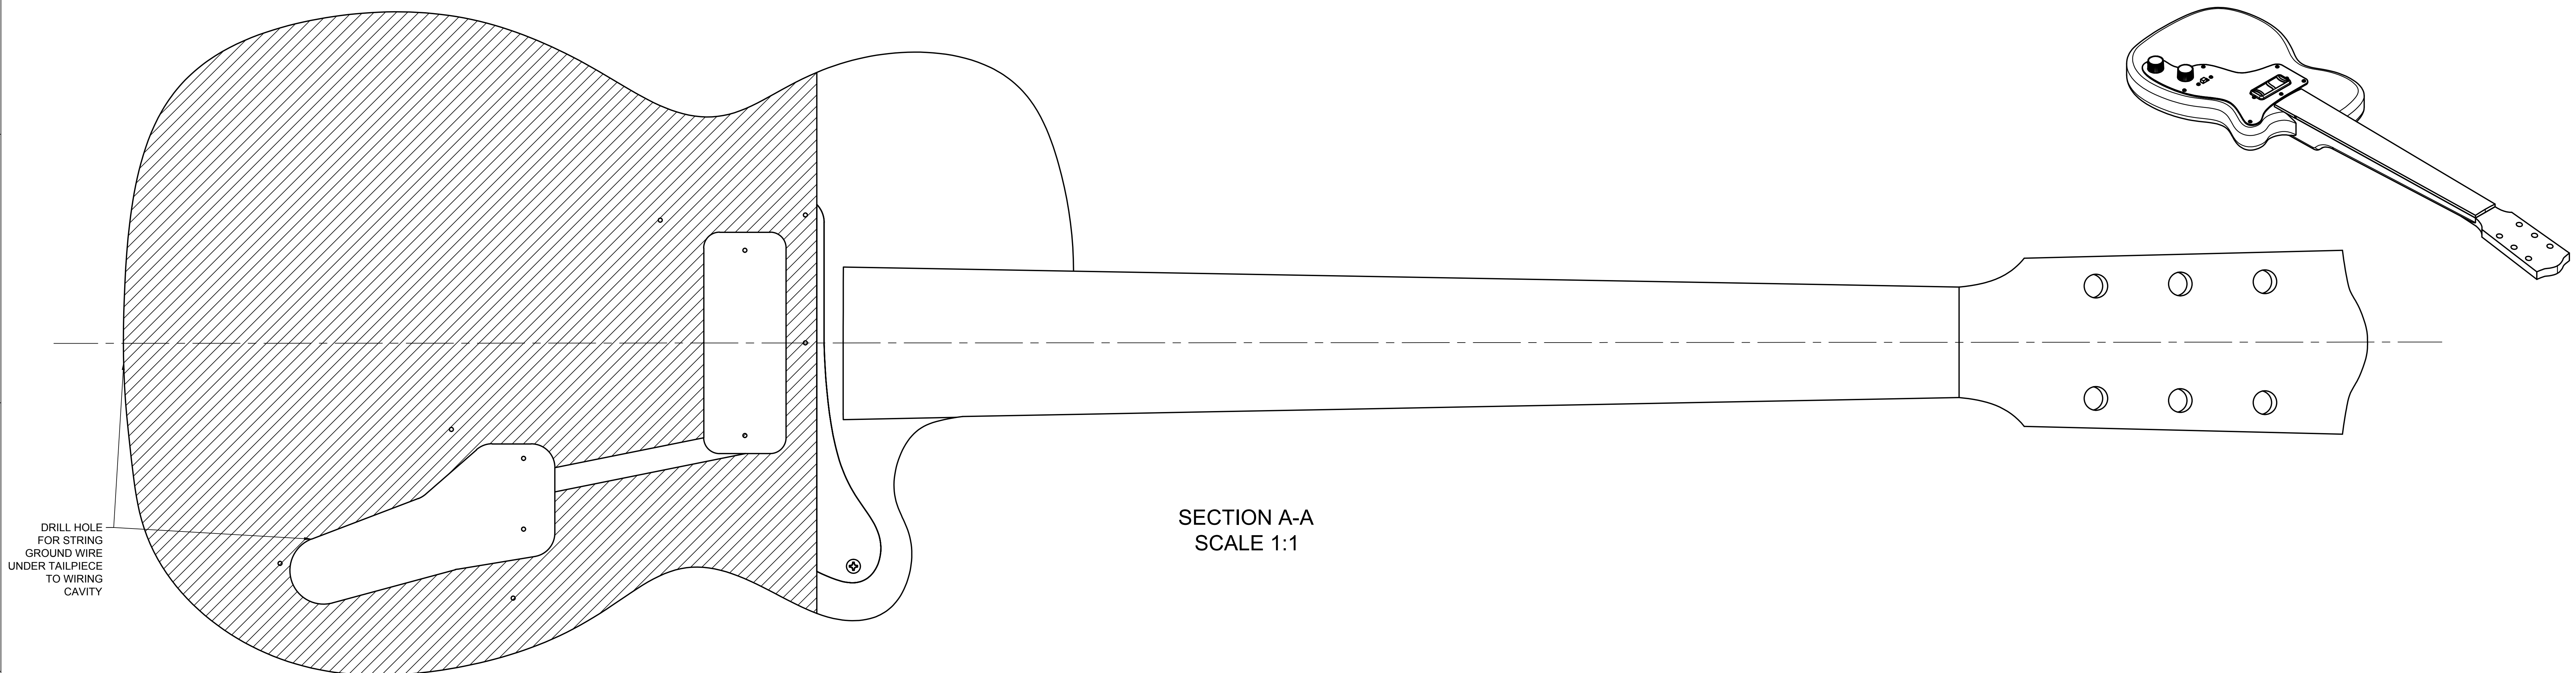 DRILL HOLE
FOR STRING
GROUND WIRE
UNDER TAILPIECE
TO WIRING
CAVITY
SECTION A-A
SCALE 1:1